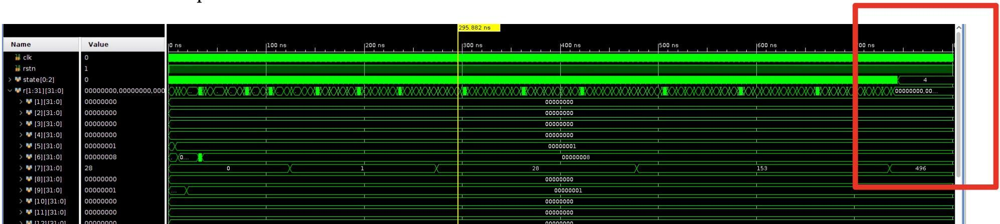 295.882 ns
Name Value 0 ns 100 ns 200 ns 300 ns 400 ns 500 ns 600 ns 00 ns
clk 0
rstn 1
state[0:2] 0 4
r[1:31][31:0] 00000000,00000000,000 00000000,00...
[1][31:0] 00000000 00000000
[2][31:0] 00000000 00000000
[3][31:0] 00000000 00000000
[4][31:0] 00000000 00000000
[5][31:0] 00000001 00000001
[6][31:0] 00000008 0... 00000008
[7][31:0] 28 0 1 28 153 496
[8][31:0] 00000000 00000000
[9][31:0] 00000001 ... 00000001
[10][31:0] 00000000 00000000
[11][31:0] 00000000 00000000
[12][31:0] 00000000 00000000